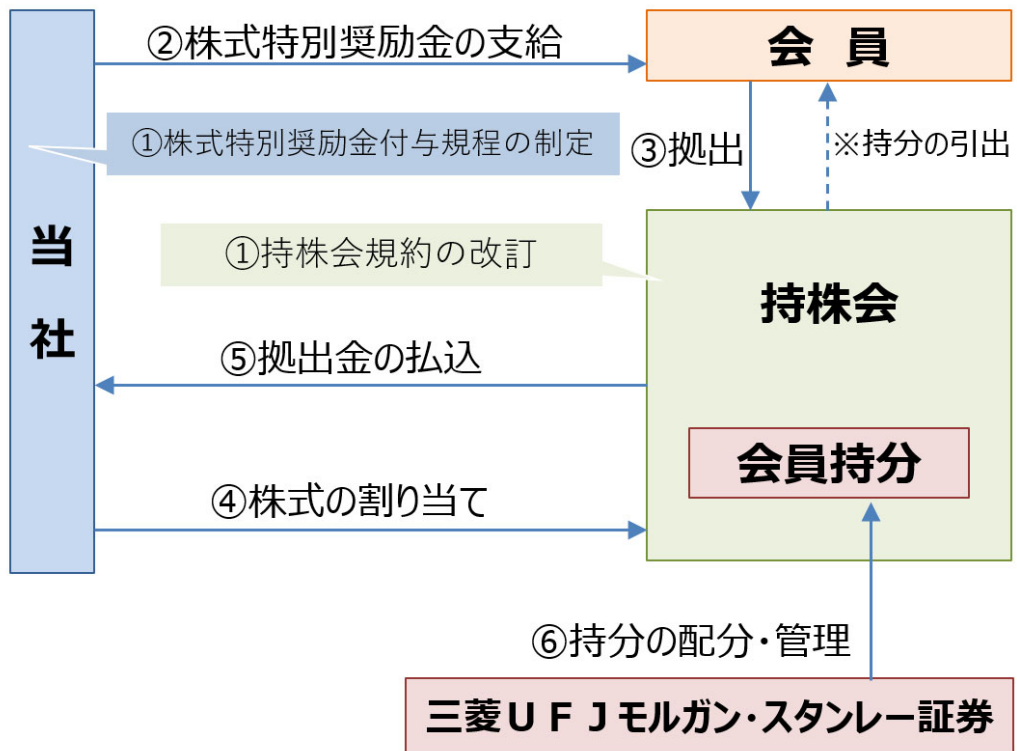 ②株式特別奨励金の支給
会 員
①株式特別奨励金付与規程の制定
③拠出
※持分の引出
当社
①持株会規約の改訂
持株会
⑤拠出金の払込
会員持分
④株式の割り当て
⑥持分の配分・管理
三菱UFJモルガン・スタンレー証券